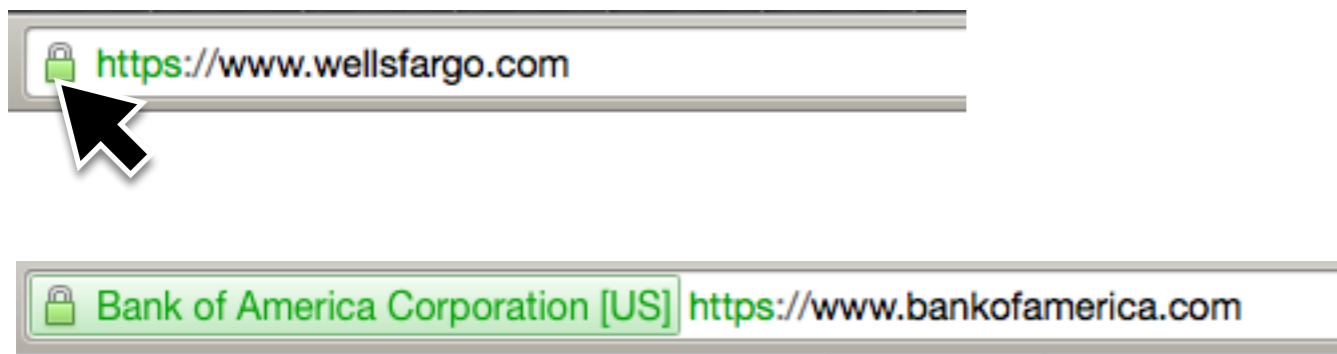 https://www.wellsfargo.com
Bank of America Corporation [US] https://www.bankofamerica.com